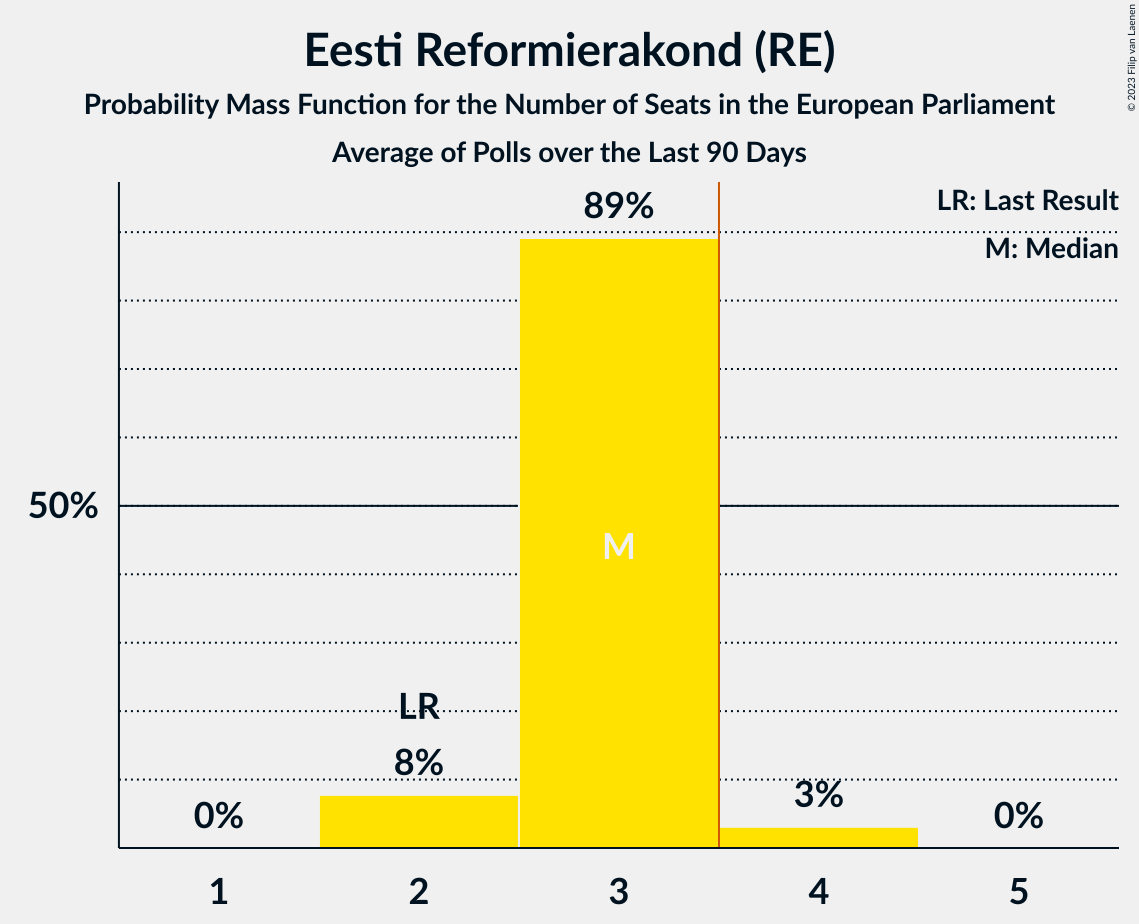 Eesti Reformierakond (RE)
Probability Mass Function for the Number of Seats in the European Parliament
Average of Polls over the Last 90 Days
© 2023 Filip van Laenen
LR: Last Result
M: Median
89%
50%
M
LR
8%
3%
0%
0%
1 2 3 4 5